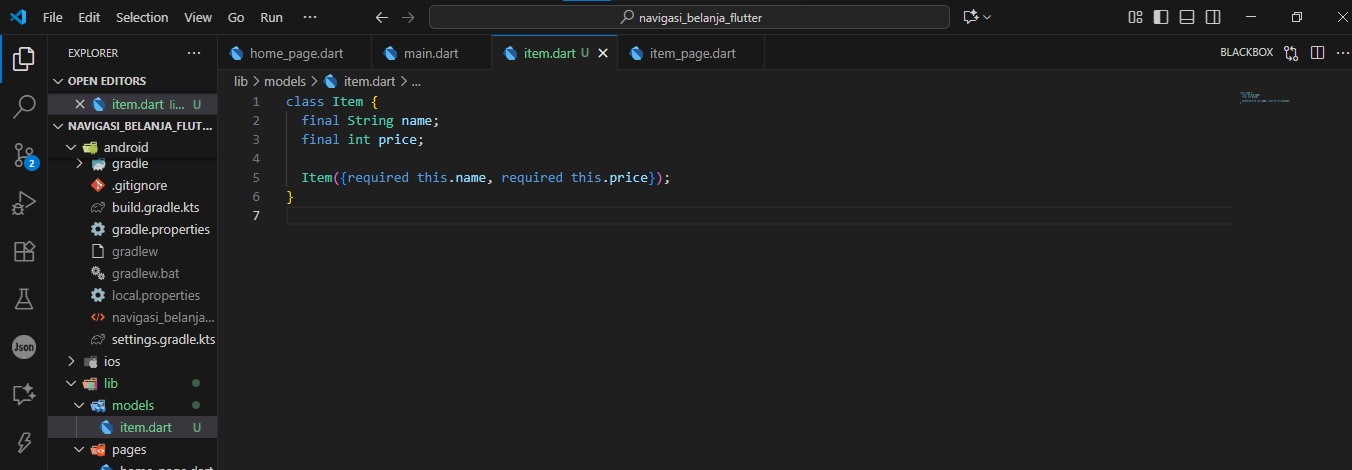 File Edit Selection View Go Run ...
navigasi_belanja_flutter
EXPLORER ...
home_page.dart main.dart item.dart U item_page.dart
BLACKBOX ...
OPEN EDITORS
item.dart li... U
NAVIGASI_BELANJA_FLUT...
android
gradle
.gitignore
build.gradle.kts
gradle.properties
gradlew
gradlew.bat
local.properties
navigasi_belanja...
settings.gradle.kts
ios
lib
models
item.dart U
pages
home_page.dart
2
Json
lib > models > item.dart > ...
1 class Item {
2 final String name;
3 final int price;
4
5 Item({required this.name, required this.price});
6 }
7